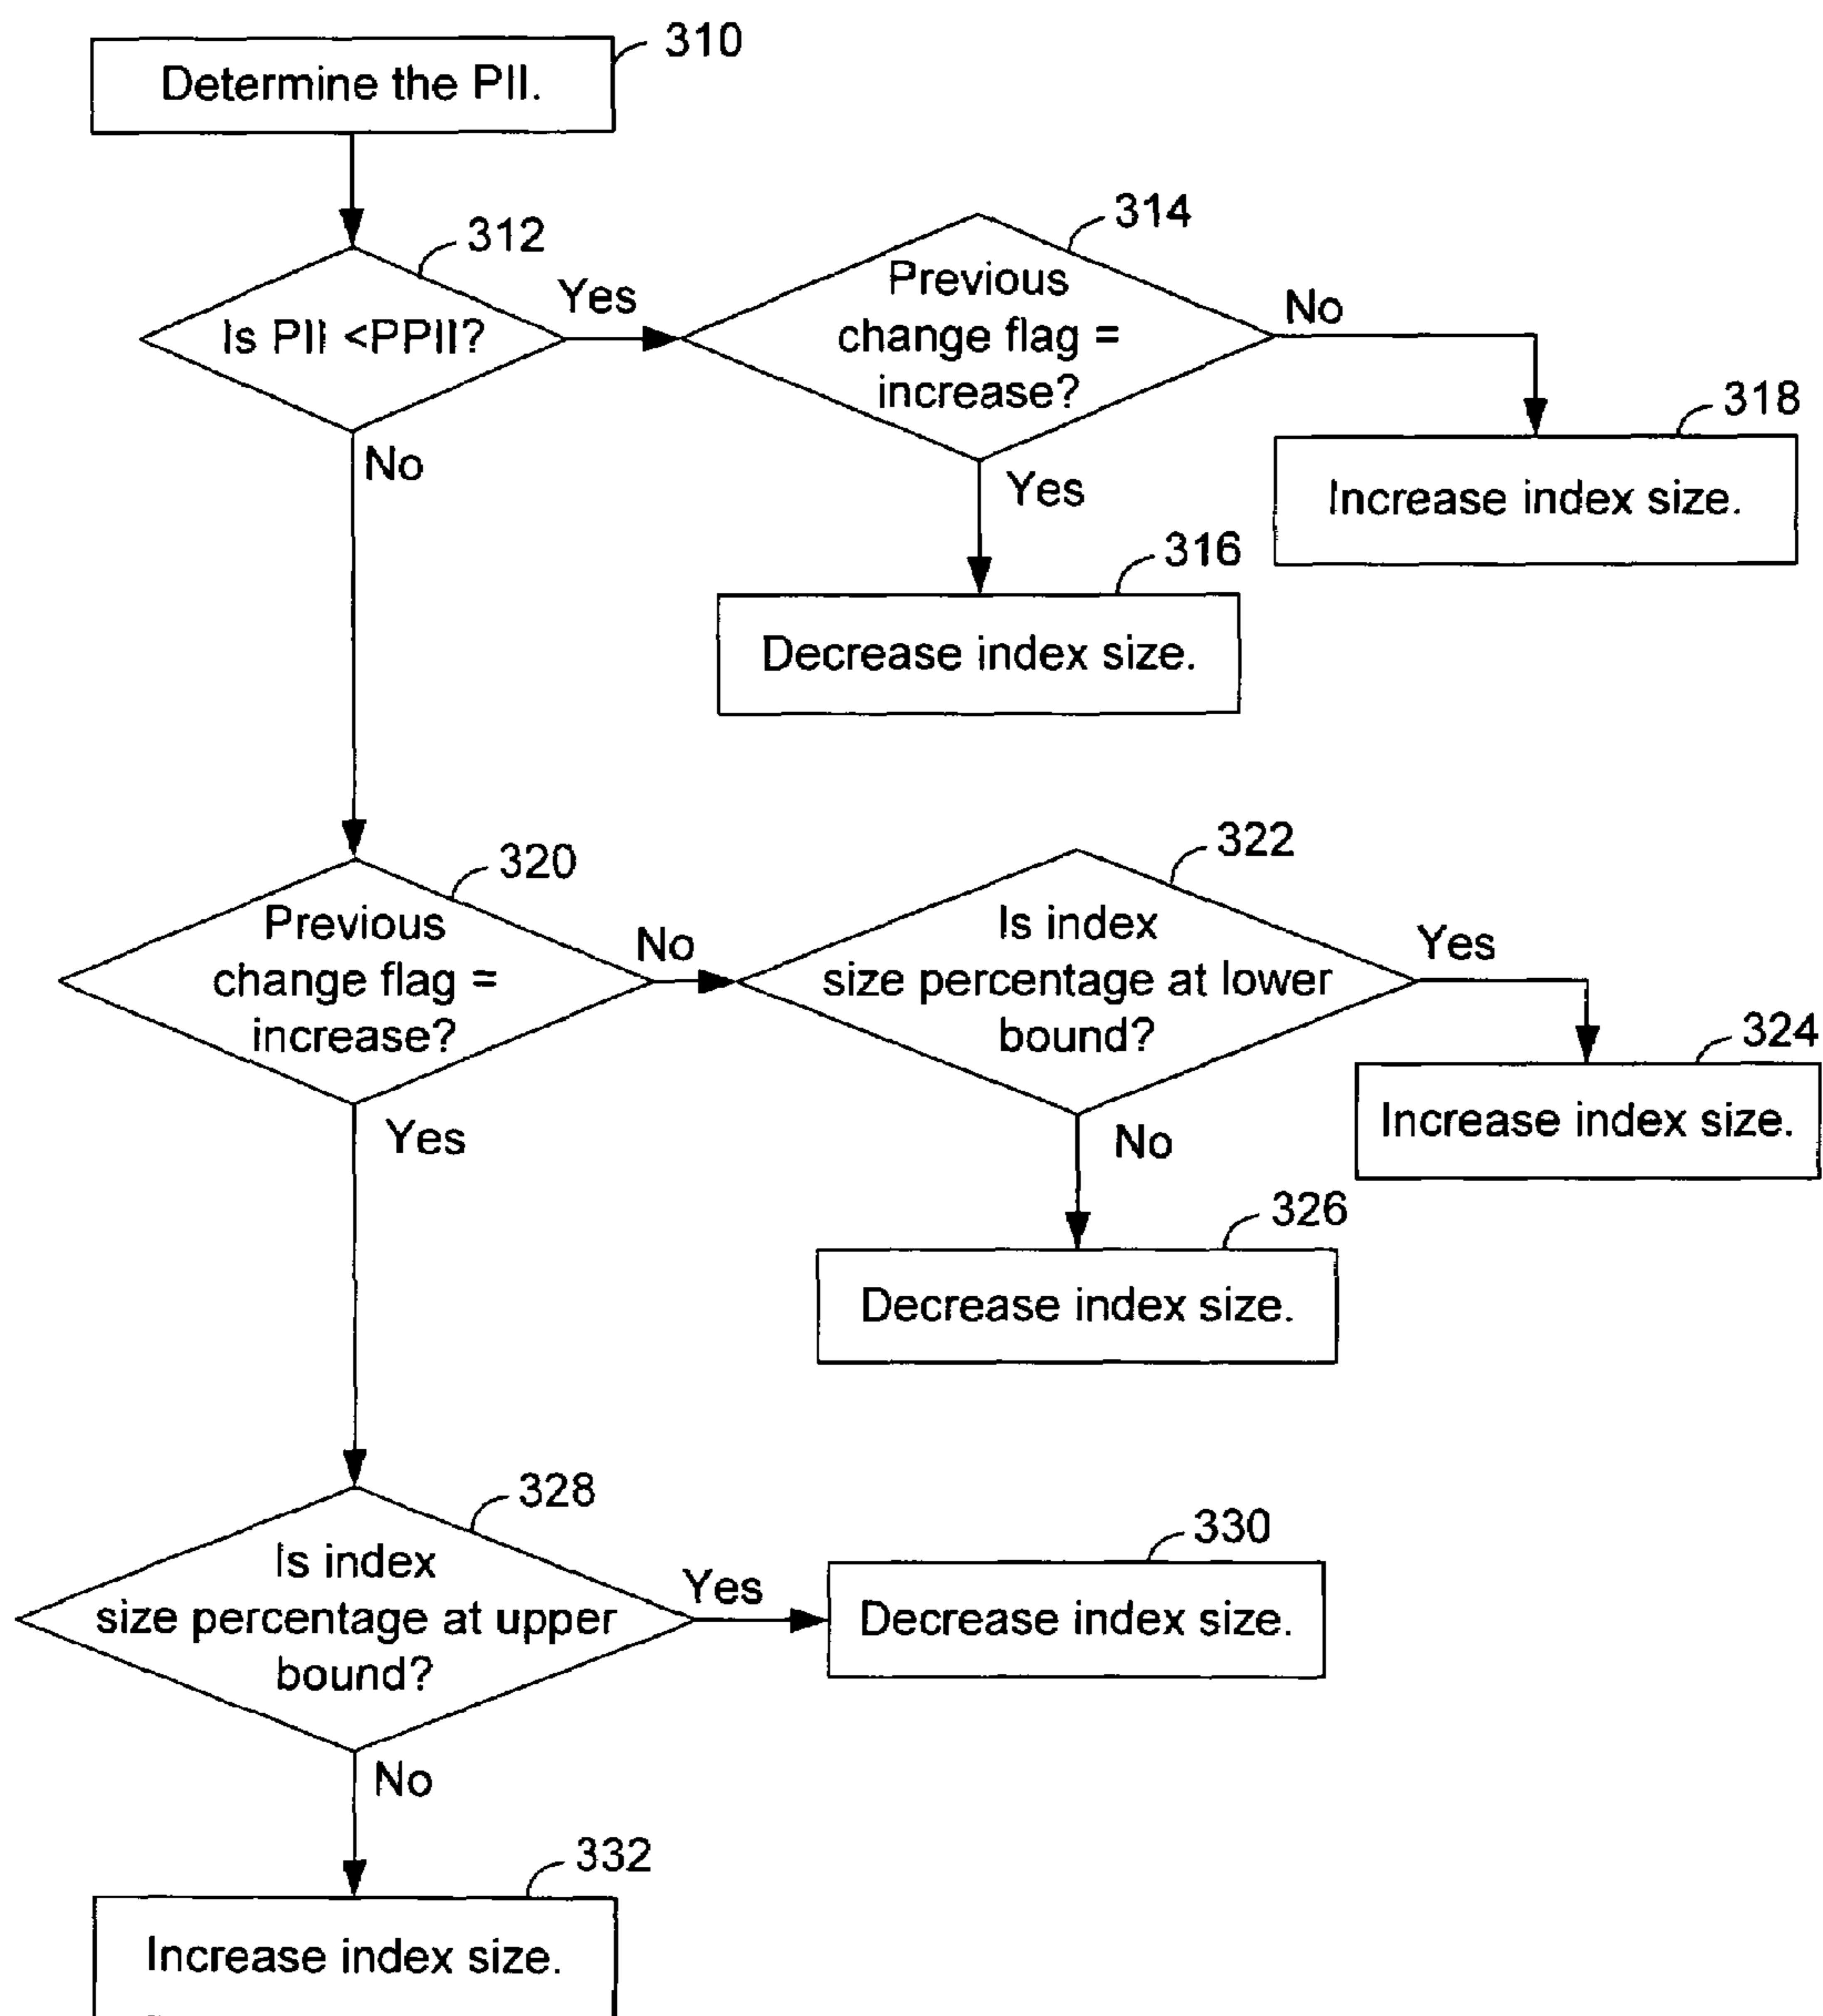 310
Determine the PII.
312
Is PII <PPII?
Yes
No
314
Previous
change flag =
increase?
No
Yes
318
Increase index size.
316
Decrease index size.
320
Previous
change flag =
increase?
No
Yes
322
Is index
size percentage at lower
bound?
Yes
No
324
Increase index size.
326
Decrease index size.
328
Is index
size percentage at upper
bound?
Yes
No
330
Decrease index size.
332
Increase index size.